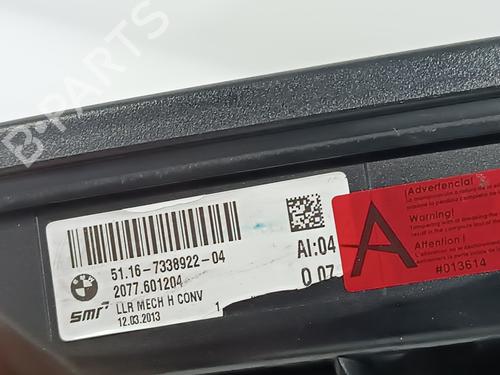 B-PARTS
51.16-7338922-04
2077.601204
LLR MECH H CONV
12.03.2013
1
AI:04
Q 07
smr
A
¡Advertencia!
Warning!
Attention !
#013614